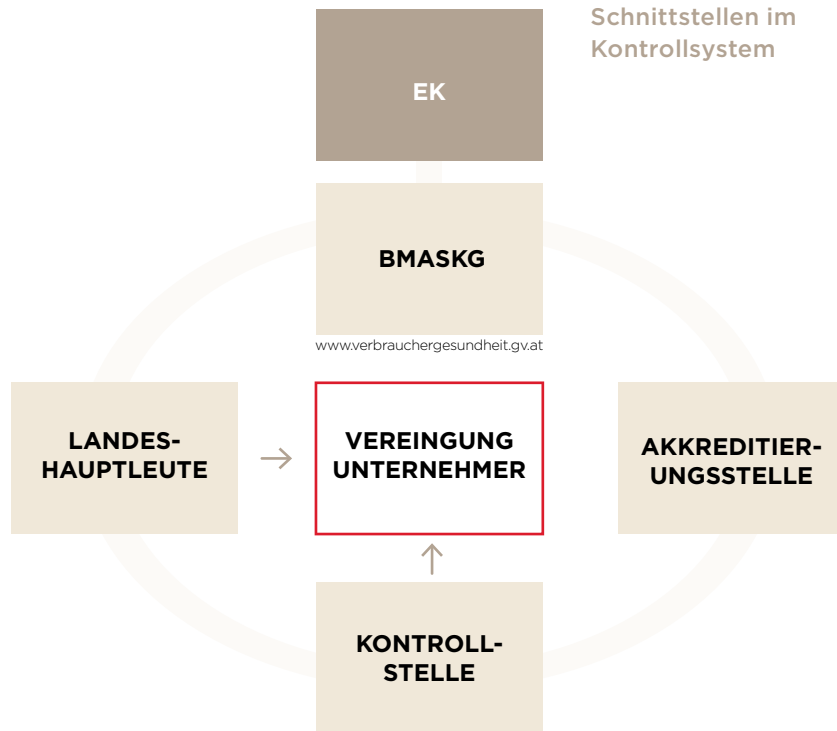 Schnittstellen im
Kontrollsystem
EK
BMASKG
www.verbrauchergesundheit.gv.at
LANDES-
HAUPTLEUTE
VEREINGUNG
UNTERNEHMER
AKKREDITIER-
UNGSSTELLE
KONTROLL-
STELLE